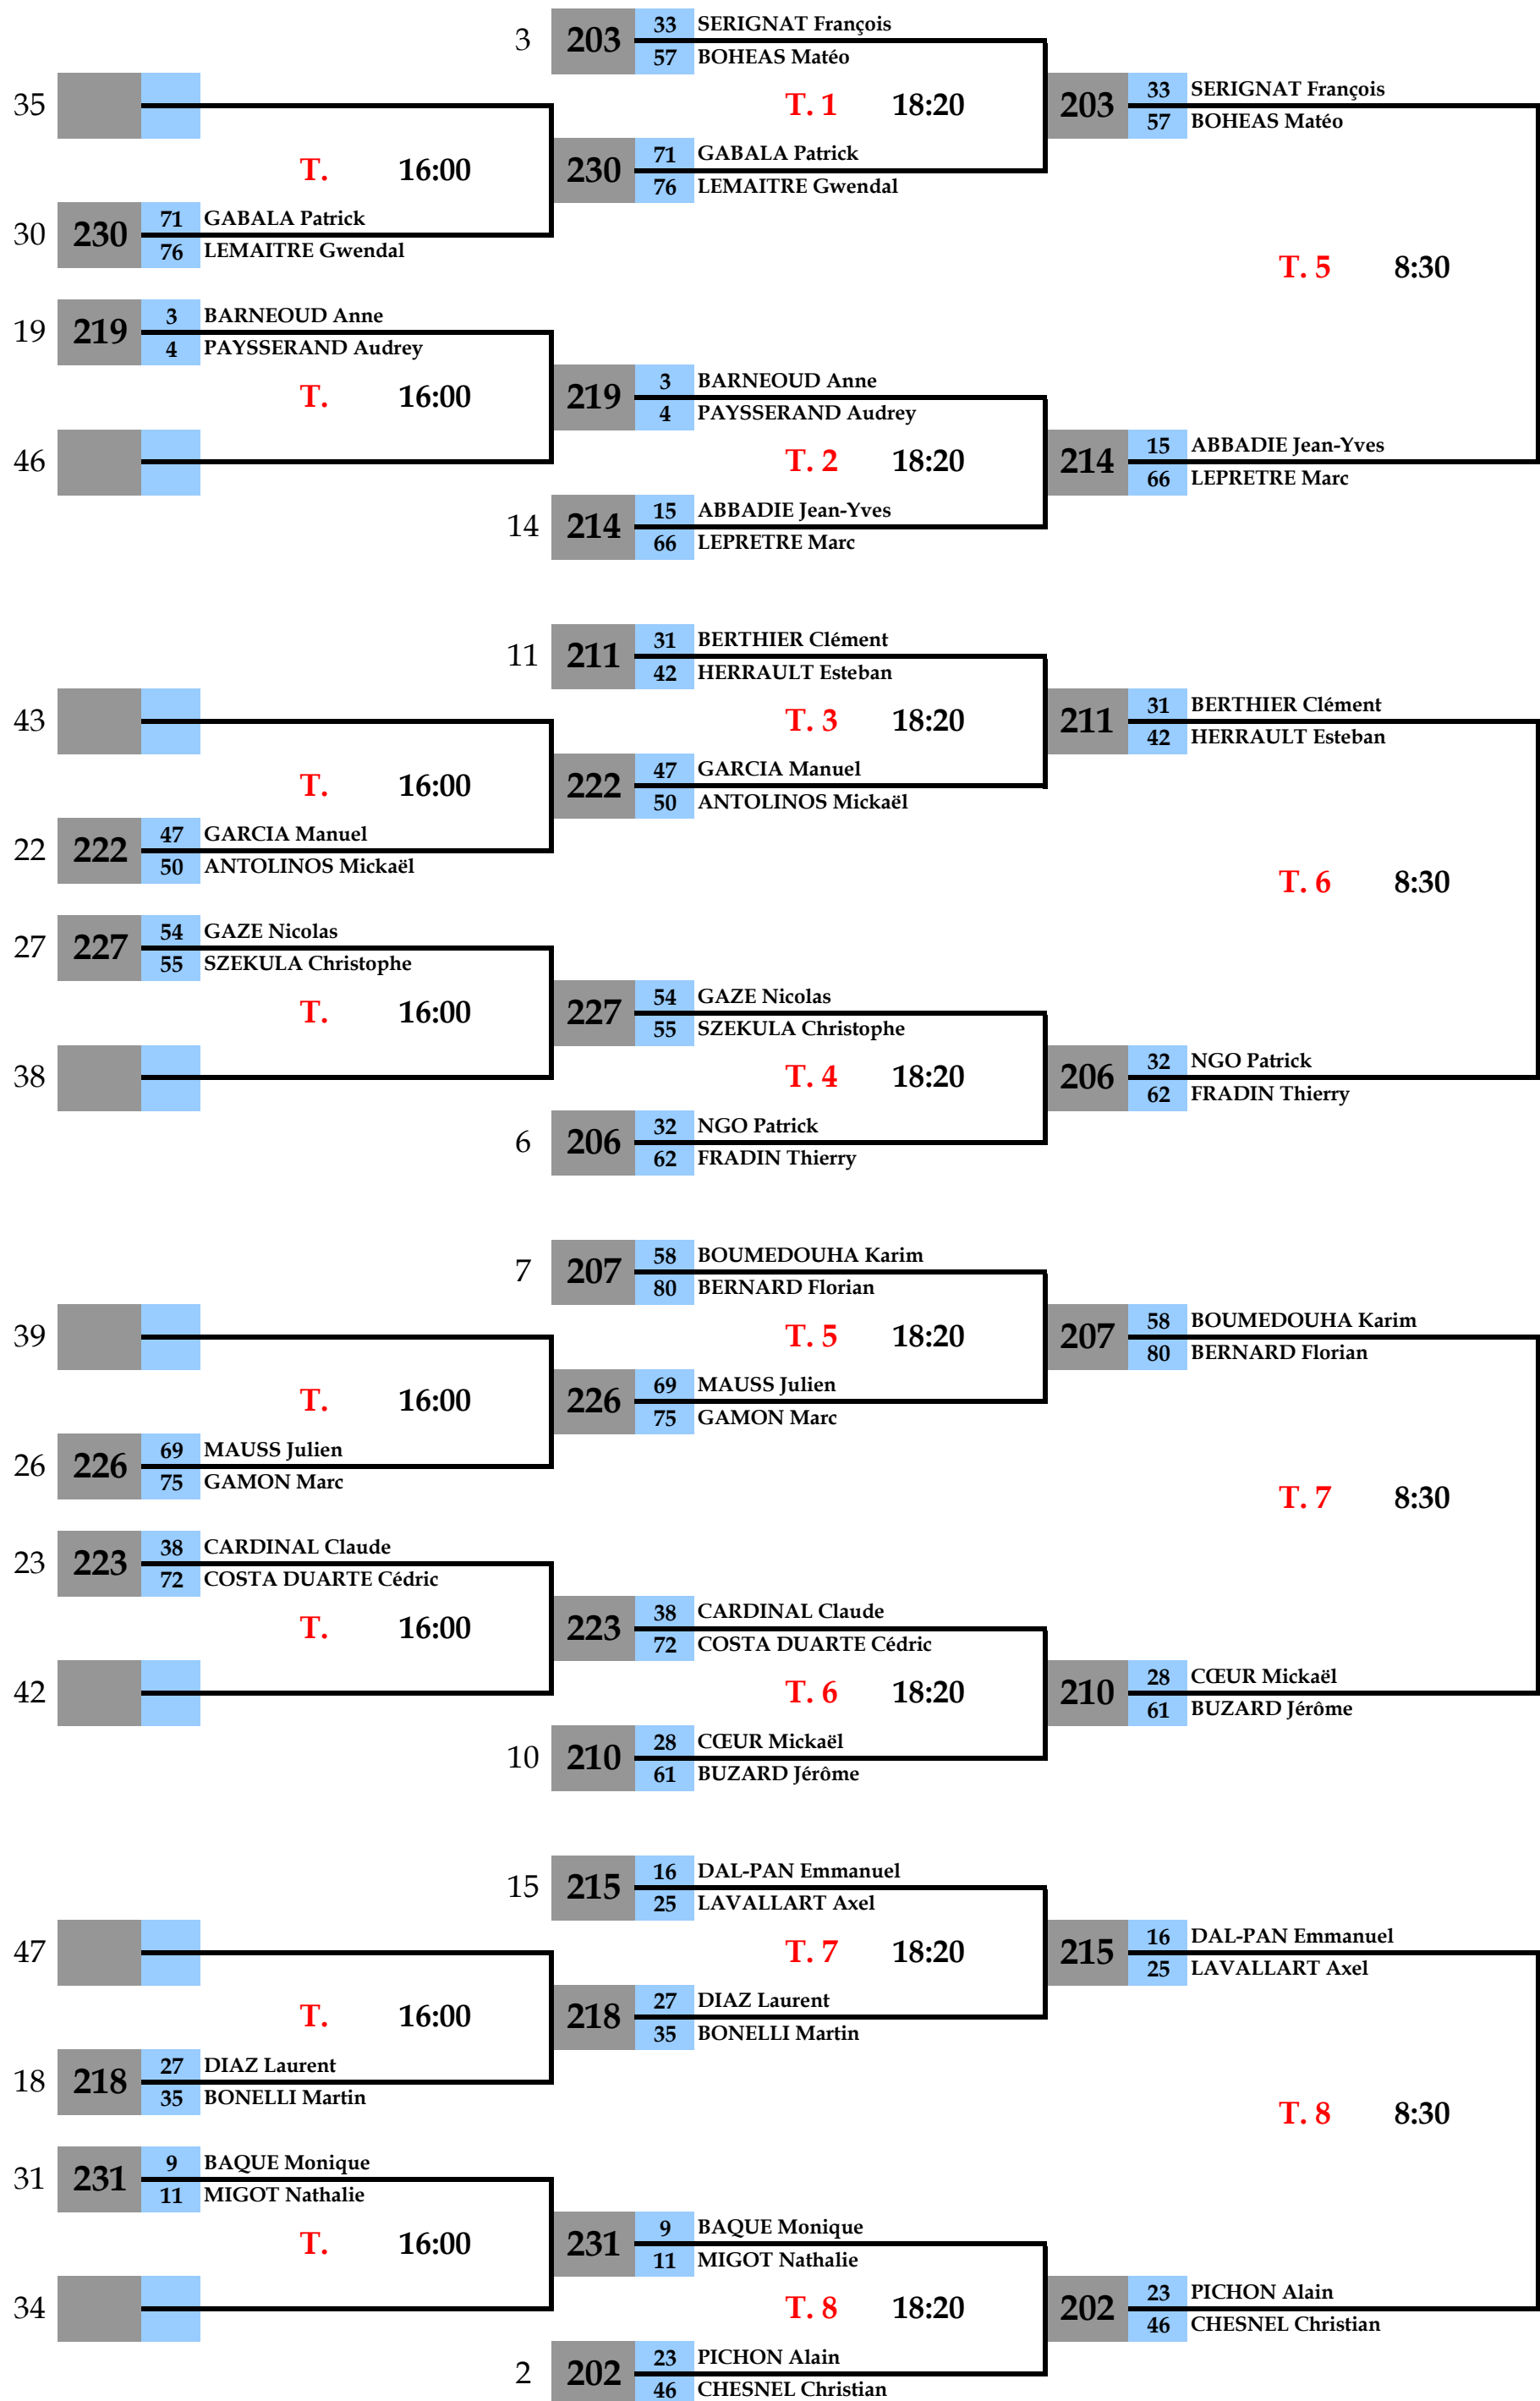 3 203 33 SERIGNAT François
57 BOHEAS Matéo
35
T. 1 18:20
203 33 SERIGNAT François
57 BOHEAS Matéo
T. 16:00
230 71 GABALA Patrick
76 LEMAITRE Gwendal
30 230 71 GABALA Patrick
76 LEMAITRE Gwendal
T. 5 8:30
19 219 3 BARNEOUD Anne
4 PAYSSERAND Audrey
T. 16:00
219 3 BARNEOUD Anne
4 PAYSSERAND Audrey
46
T. 2 18:20
214 15 ABBADIE Jean-Yves
66 LEPRETRE Marc
14 214 15 ABBADIE Jean-Yves
66 LEPRETRE Marc
11 211 31 BERTHIER Clément
42 HERRAULT Esteban
43
T. 3 18:20
211 31 BERTHIER Clément
42 HERRAULT Esteban
T. 16:00
222 47 GARCIA Manuel
50 ANTOLINOS Mickaël
22 222 47 GARCIA Manuel
50 ANTOLINOS Mickaël
T. 6 8:30
27 227 54 GAZE Nicolas
55 SZEKULA Christophe
T. 16:00
227 54 GAZE Nicolas
55 SZEKULA Christophe
38
T. 4 18:20
206 32 NGO Patrick
62 FRADIN Thierry
6 206 32 NGO Patrick
62 FRADIN Thierry
7 207 58 BOUMEDOUHA Karim
80 BERNARD Florian
39
T. 5 18:20
207 58 BOUMEDOUHA Karim
80 BERNARD Florian
T. 16:00
226 69 MAUSS Julien
75 GAMON Marc
26 226 69 MAUSS Julien
75 GAMON Marc
T. 7 8:30
23 223 38 CARDINAL Claude
72 COSTA DUARTE Cédric
T. 16:00
223 38 CARDINAL Claude
72 COSTA DUARTE Cédric
42
T. 6 18:20
210 28 CŒUR Mickaël
61 BUZARD Jérôme
10 210 28 CŒUR Mickaël
61 BUZARD Jérôme
15 215 16 DAL-PAN Emmanuel
25 LAVALLART Axel
47
T. 7 18:20
215 16 DAL-PAN Emmanuel
25 LAVALLART Axel
T. 16:00
218 27 DIAZ Laurent
35 BONELLI Martin
18 218 27 DIAZ Laurent
35 BONELLI Martin
T. 8 8:30
31 231 9 BAQUE Monique
11 MIGOT Nathalie
T. 16:00
231 9 BAQUE Monique
11 MIGOT Nathalie
34
T. 8 18:20
202 23 PICHON Alain
46 CHESNEL Christian
2 202 23 PICHON Alain
46 CHESNEL Christian